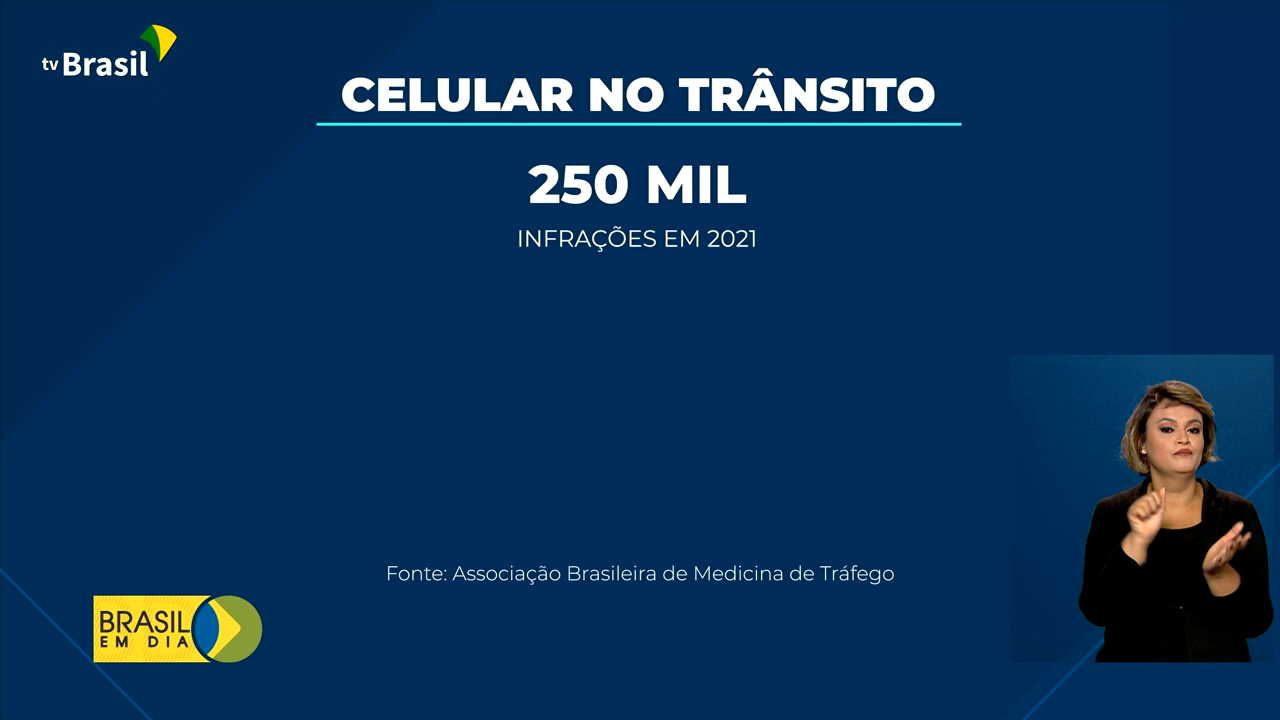 tv Brasil
CELULAR NO TRÂNSITO
250 MIL
INFRAÇÕES EM 2021
Fonte: Associação Brasileira de Medicina de Tráfego
BRASIL
EM DIA